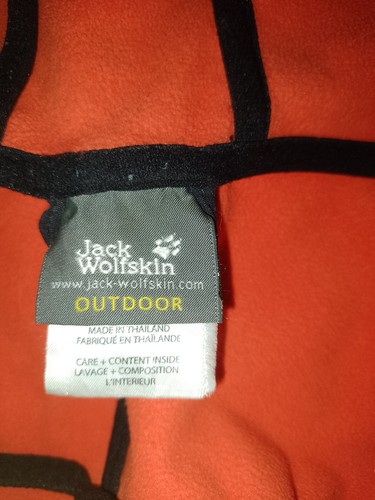 Jack
Wolfskin
www.jack-wolfskin.com
OUTDOOR
MADE IN THAILAND
FABRIQUÉ EN THAÏLANDE
CARE + CONTENT INSIDE
LAVAGE + COMPOSITION
L'INTERIEUR